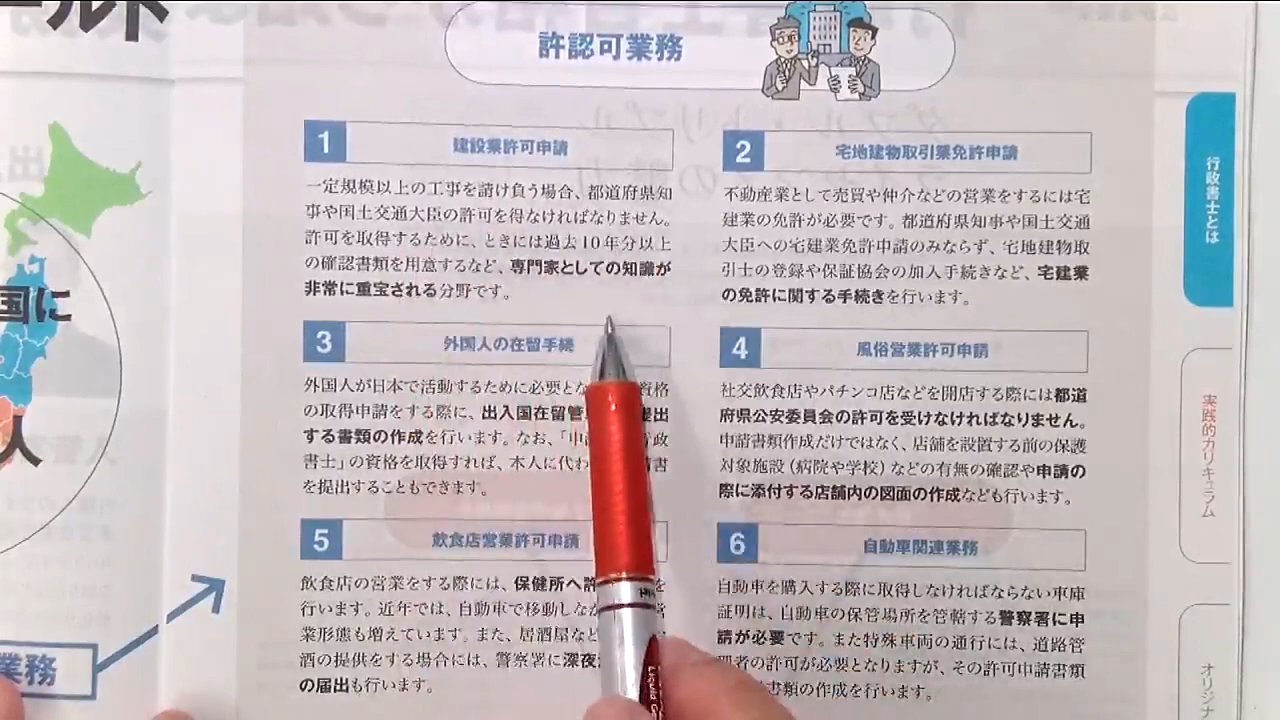 ールド
許認可業務
1 建設業許可申請
一定規模以上の工事を請け負う場合、都道府県知
事や国土交通大臣の許可を得なければなりません。
許可を取得するために、ときには過去10年分以上
の確認書類を用意するなど、専門家としての知識が
非常に重宝される分野です。
2 宅地建物取引業免許申請
不動産業として売買や仲介などの営業をするには宅
建業の免許が必要です。都道府県知事や国土交通
大臣への宅建業免許申請のみならず、宅地建物取
引士の登録や保証協会の加入手続きなど、宅建業
の免許に関する手続きを行います。
3 外国人の在留手続
外国人が日本で活動するために必要とな 資格
の取得申請をする際に、出入国在留管 提出
する書類の作成を行います。なお、「申 行政
書士」の資格を取得すれば、本人に代わ 請書
を提出することもできます。
4 風俗営業許可申請
社交飲食店やパチンコ店などを開店する際には都道
府県公安委員会の許可を受けなければなりません。
申請書類作成だけではなく、店舗を設置する前の保護
対象施設（病院や学校）などの有無の確認や申請の
際に添付する店舗内の図面の作成なども行います。
5 飲食店営業許可申請
飲食店の営業をする際には、保健所へ許 を
行います。近年では、自動車で移動しなが 営
業形態も増えています。また、居酒屋など
酒の提供をする場合には、警察署に深夜
の届出も行います。
6 自動車関連業務
自動車を購入する際に取得しなければならない車庫
証明は、自動車の保管場所を管轄する警察署に申
請が必要です。また特殊車両の通行には、道路管
理者の許可が必要となりますが、その許可申請書類
書類の作成を行います。
業務
人
行政書士とは
実践的カリキュラム
オリジナ